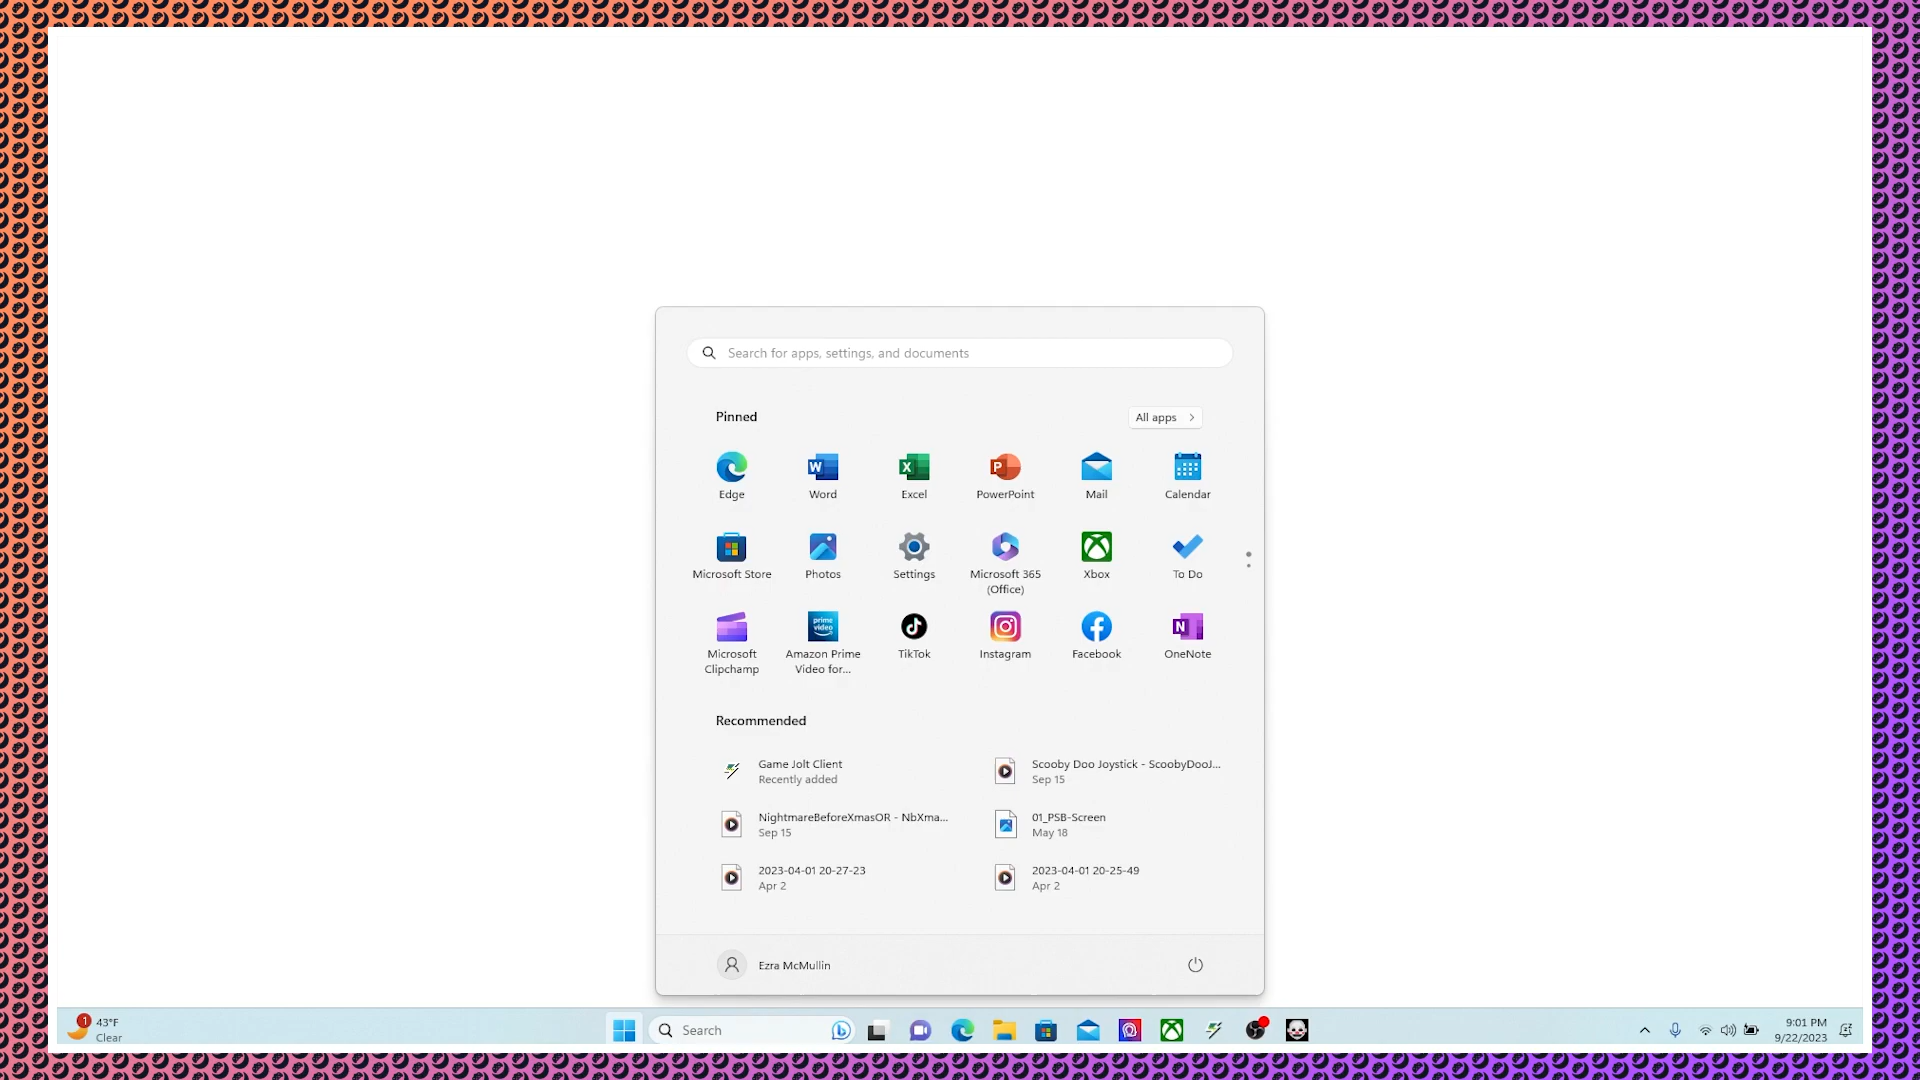 Search for apps, settings, and documents
Pinned
All apps
Edge
Word
Excel
PowerPoint
Mail
Calendar
Microsoft Store
Photos
Settings
Microsoft 365
(Office)
Xbox
To Do
Microsoft
Clipchamp
prime
video
Amazon Prime
Video for...
TikTok
Instagram
Facebook
OneNote
Recommended
Game Jolt Client
Recently added
Scooby Doo Joystick - ScoobyDooJ...
Sep 15
NightmareBeforeXmasOR - NbXma...
Sep 15
01_PSB-Screen
May 18
2023-04-01 20-27-23
Apr 2
2023-04-01 20-25-49
Apr 2
Ezra McMullin
1
43°F
Clear
Search
9:01 PM
9/22/2023